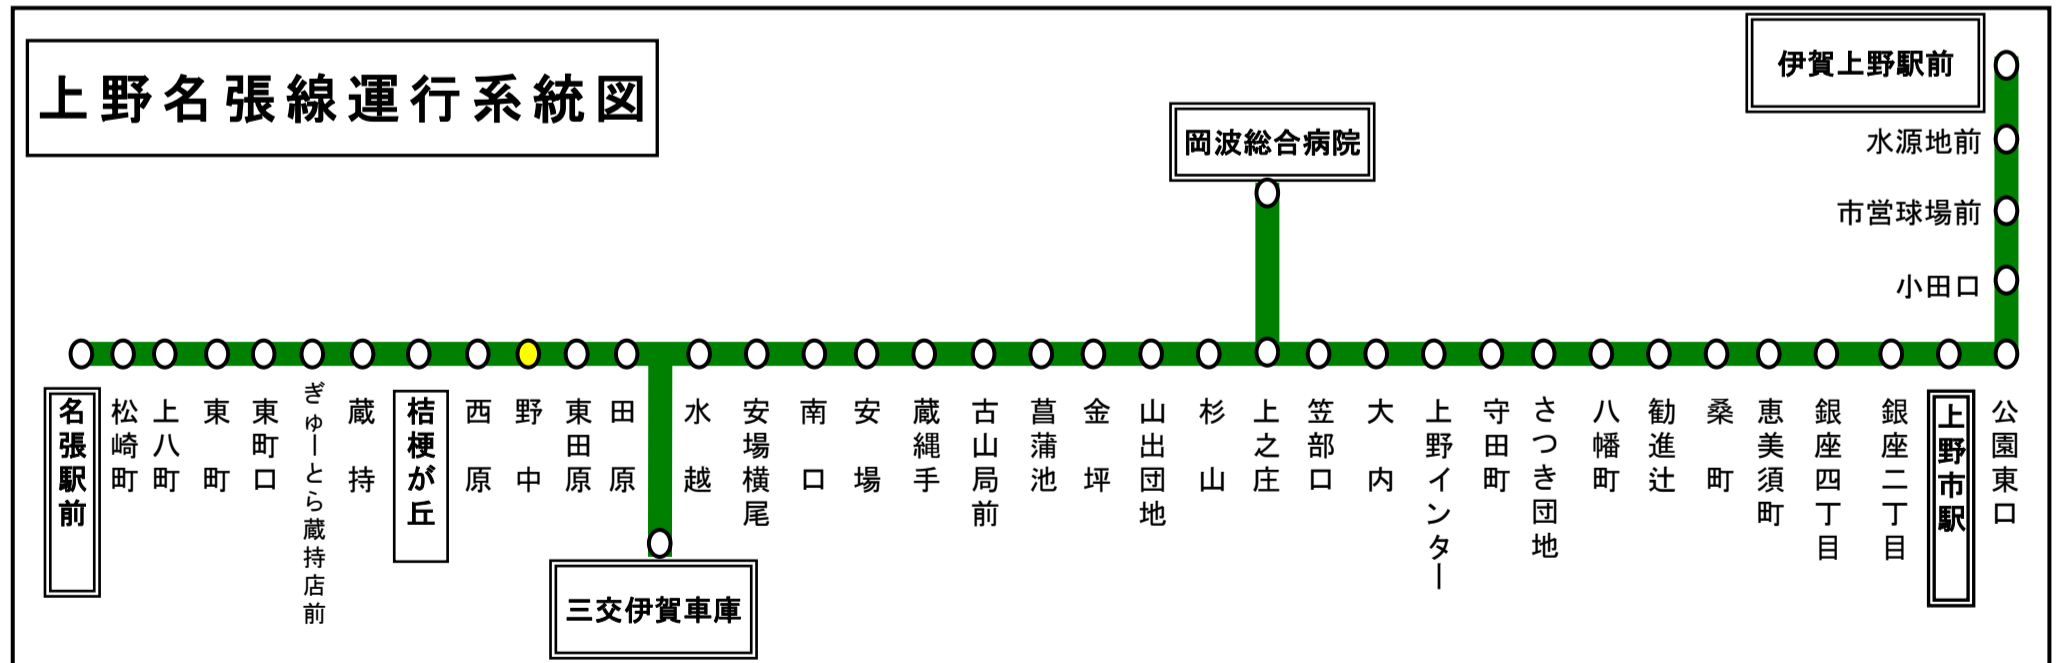 上野名張線運行系統図
伊賀上野駅前
岡波総合病院
水源地前
市営球場前
小田口
名張駅前
松崎町
上八町
東町
東町口
ぎゅーとら蔵持店前
蔵持
桔梗が丘
西原
野中
東田原
田原
水越
安場横尾
南口
安場
蔵縄手
古山局前
菖蒲池
金坪
山出団地
杉山
上之庄
笠部口
大内
上野インター
守田町
さつき団地
八幡町
勧進辻
桑町
恵美須町
銀座四丁目
銀座二丁目
上野市駅
公園東口
三交伊賀車庫